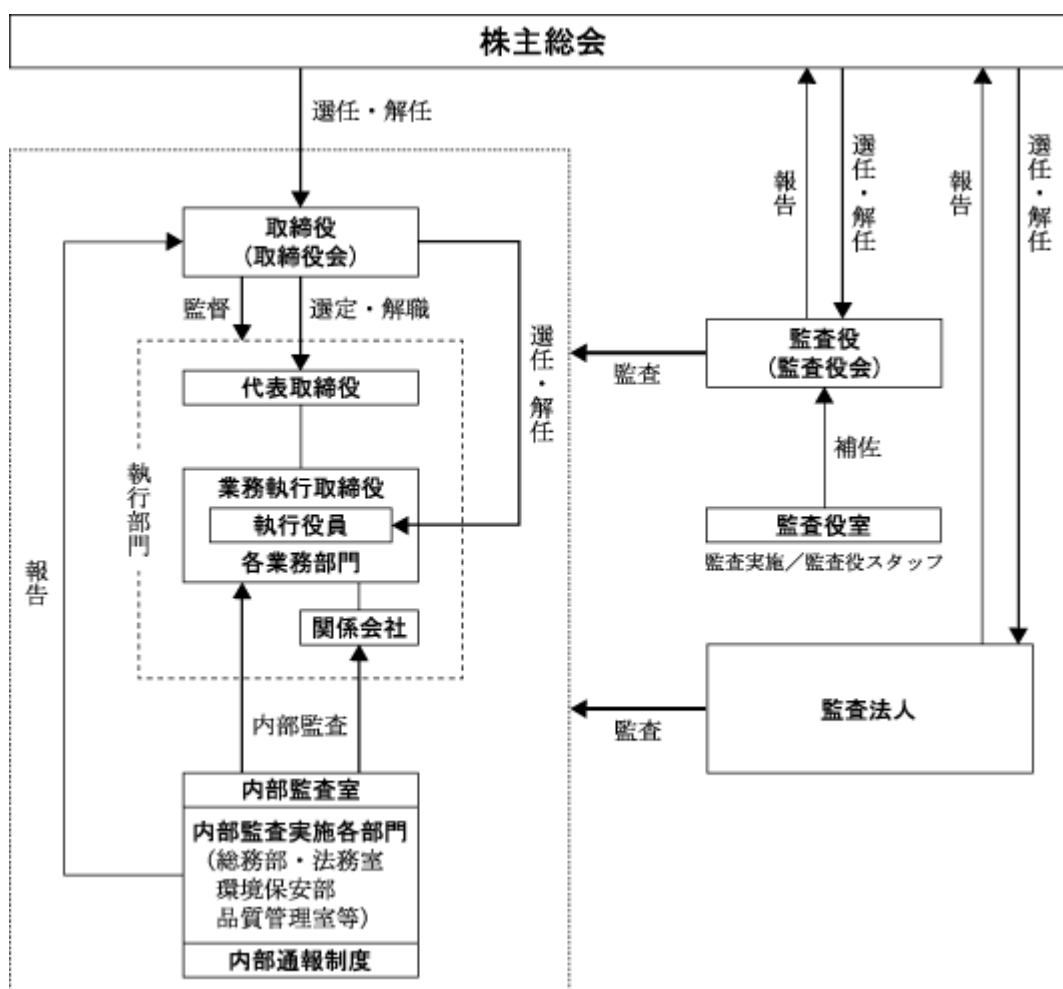 株主総会
選任・解任
報告
選任・解任
報告
選任・解任
取締役
（取締役会）
監督
選定・解職
選任・解任
監査
監査役
（監査役会）
代表取締役
補佐
執行部門
業務執行取締役
執行役員
各業務部門
監査役室
監査実施／監査役スタッフ
報告
関係会社
監査
監査法人
内部監査
内部監査室
内部監査実施各部門
（総務部・法務室
環境保安部
品質管理室等）
内部通報制度